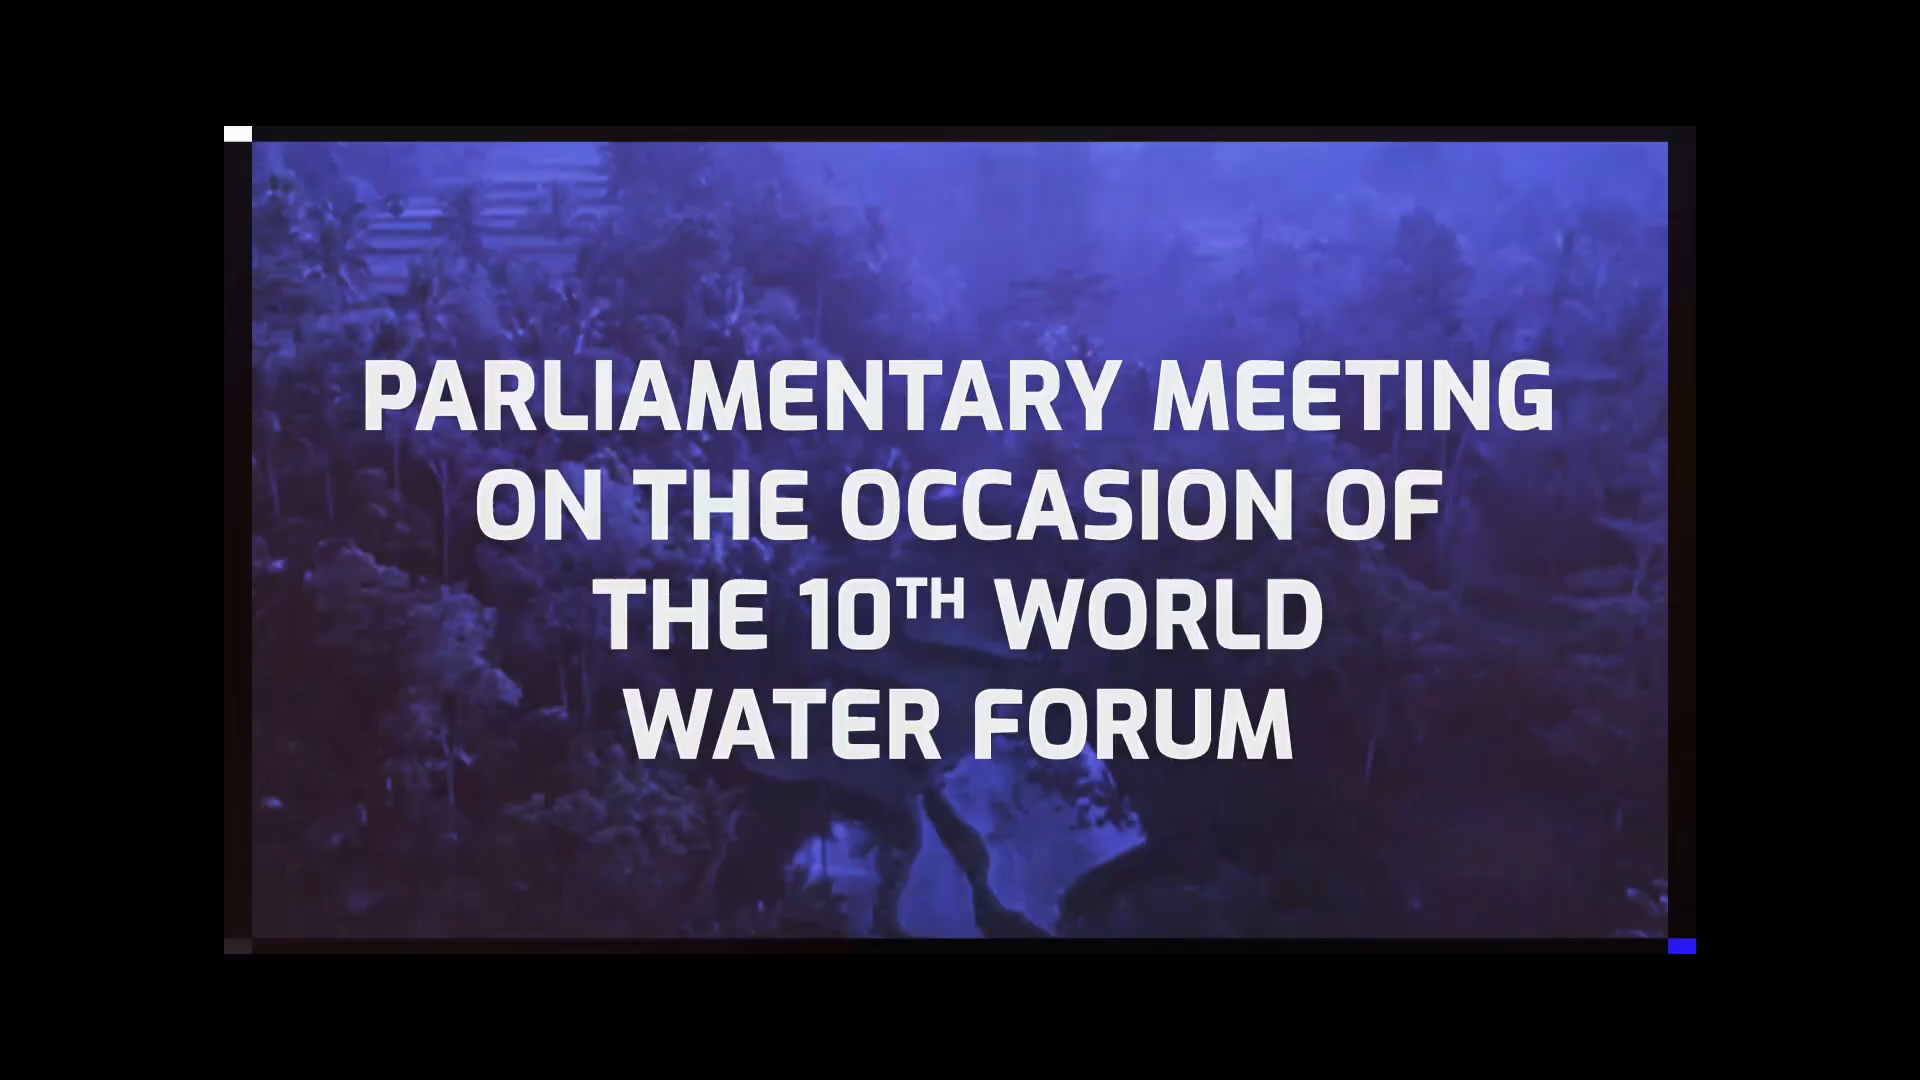 PARLIAMENTARY MEETING
ON THE OCCASION OF
THE 10TH WORLD
WATER FORUM